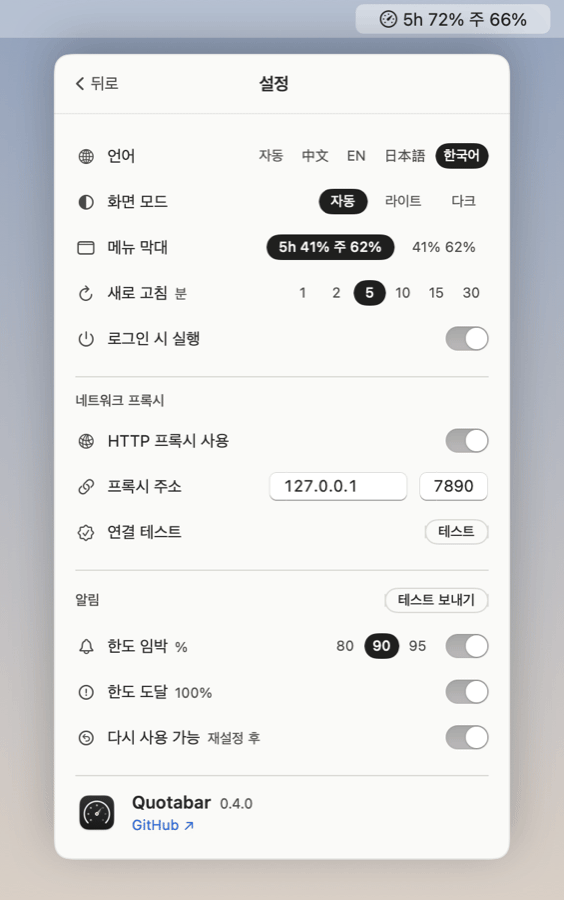 5h 72% 주 66%
뒤로 설정
언어 자동 中文 EN 日本語 한국어
화면 모드 자동 라이트 다크
메뉴 막대 5h 41% 주 62% 41% 62%
새로 고침 분 1 2 5 10 15 30
로그인 시 실행
네트워크 프록시
HTTP 프록시 사용
프록시 주소 127.0.0.1 7890
연결 테스트 테스트
알림 테스트 보내기
한도 임박 % 80 90 95
한도 도달 100%
다시 사용 가능 재설정 후
Quotabar 0.4.0
GitHub ↗